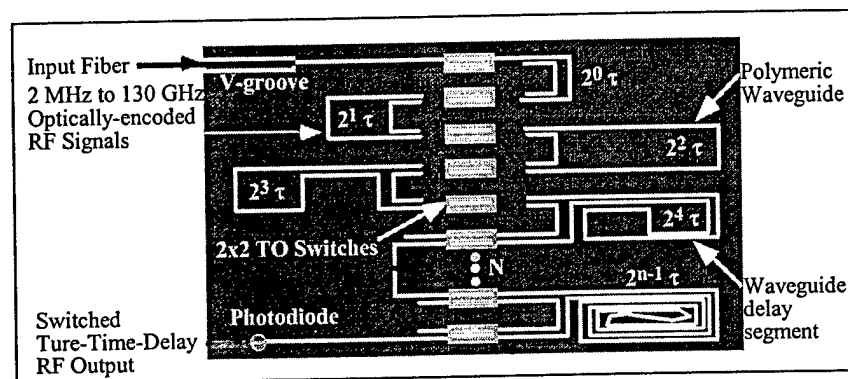 Input Fiber
V-groove
2 MHz to 130 GHz
Optically-encoded
RF Signals
2⁰ τ
Polymeric
Waveguide
2¹ τ
2² τ
2³ τ
2⁴ τ
2x2 TO Switches
N
2ⁿ⁻¹ τ
Waveguide
delay
segment
Photodiode
Switched
Ture-Time-Delay
RF Output